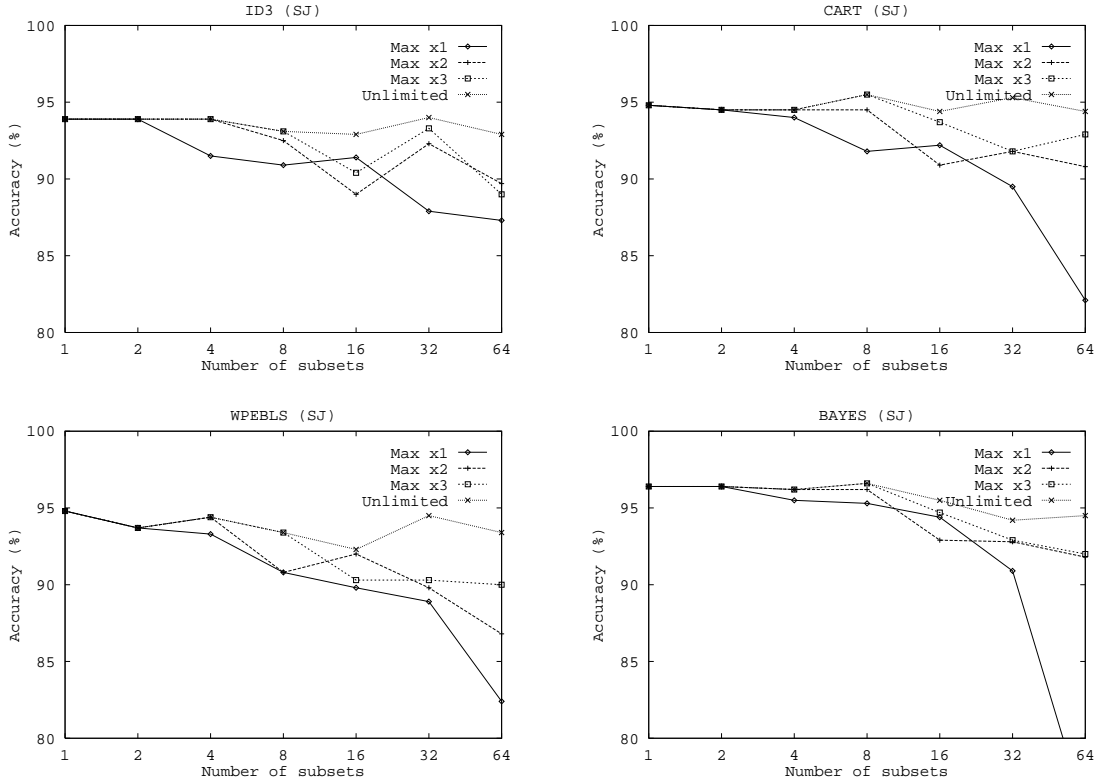 ID3 (SJ)
100
95
90
85
80
Accuracy (%)
Max x1
Max x2
Max x3
Unlimited
1 2 4 8 16 32 64
Number of subsets
CART (SJ)
100
95
90
85
80
Accuracy (%)
Max x1
Max x2
Max x3
Unlimited
1 2 4 8 16 32 64
Number of subsets
WPEBLS (SJ)
100
95
90
85
80
Accuracy (%)
Max x1
Max x2
Max x3
Unlimited
1 2 4 8 16 32 64
Number of subsets
BAYES (SJ)
100
95
90
85
80
Accuracy (%)
Max x1
Max x2
Max x3
Unlimited
1 2 4 8 16 32 64
Number of subsets